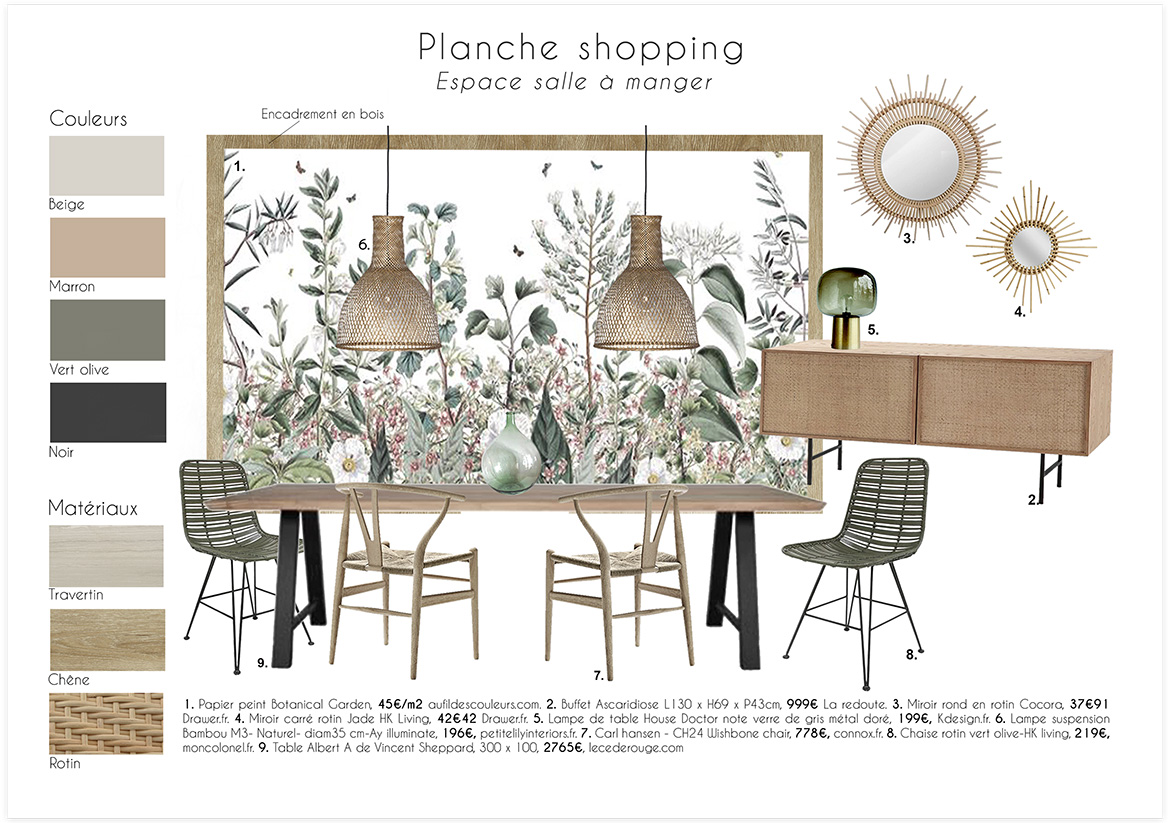 Planche shopping
Espace salle à manger
Couleurs
Beige
Marron
Vert olive
Noir
Matériaux
Travertin
Chêne
Rotin
Encadrement en bois
1.
6.
3.
4.
5.
2.
9.
7.
8.
1. Papier peint Botanical Garden, 45€/m2 aufildescouleurs.com. 2. Buffet Ascaridiose L130 x H69 x P43cm, 999€ La redoute. 3. Miroir rond en rotin Cocora, 37€91
Drawer.fr. 4. Miroir carré rotin Jade HK Living, 42€42 Drawer.fr. 5. Lampe de table House Doctor note verre de gris métal doré, 199€, Kdesign.fr. 6. Lampe suspension
Bambou M3- Naturel- diam35 cm-Ay illuminate, 196€, petitelilyinteriors.fr. 7. Carl hansen - CH24 Wishbone chair, 778€, connox.fr. 8. Chaise rotin vert olive-HK living, 219€,
moncolonel.fr. 9. Table Albert A de Vincent Sheppard, 300 x 100, 2765€, lecederouge.com